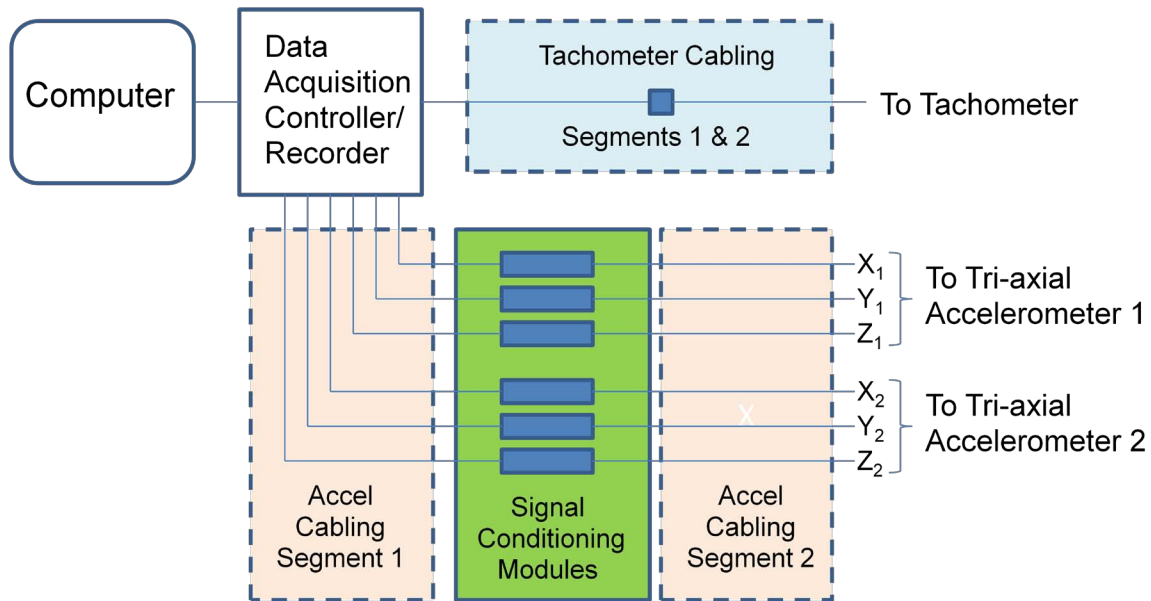 Computer
Data
Acquisition
Controller/
Recorder
Tachometer Cabling
Segments 1 & 2
To Tachometer
X₁
Y₁
Z₁
To Tri-axial
Accelerometer 1
X₂
X
Y₂
Z₂
To Tri-axial
Accelerometer 2
Accel
Cabling
Segment 1
Signal
Conditioning
Modules
Accel
Cabling
Segment 2